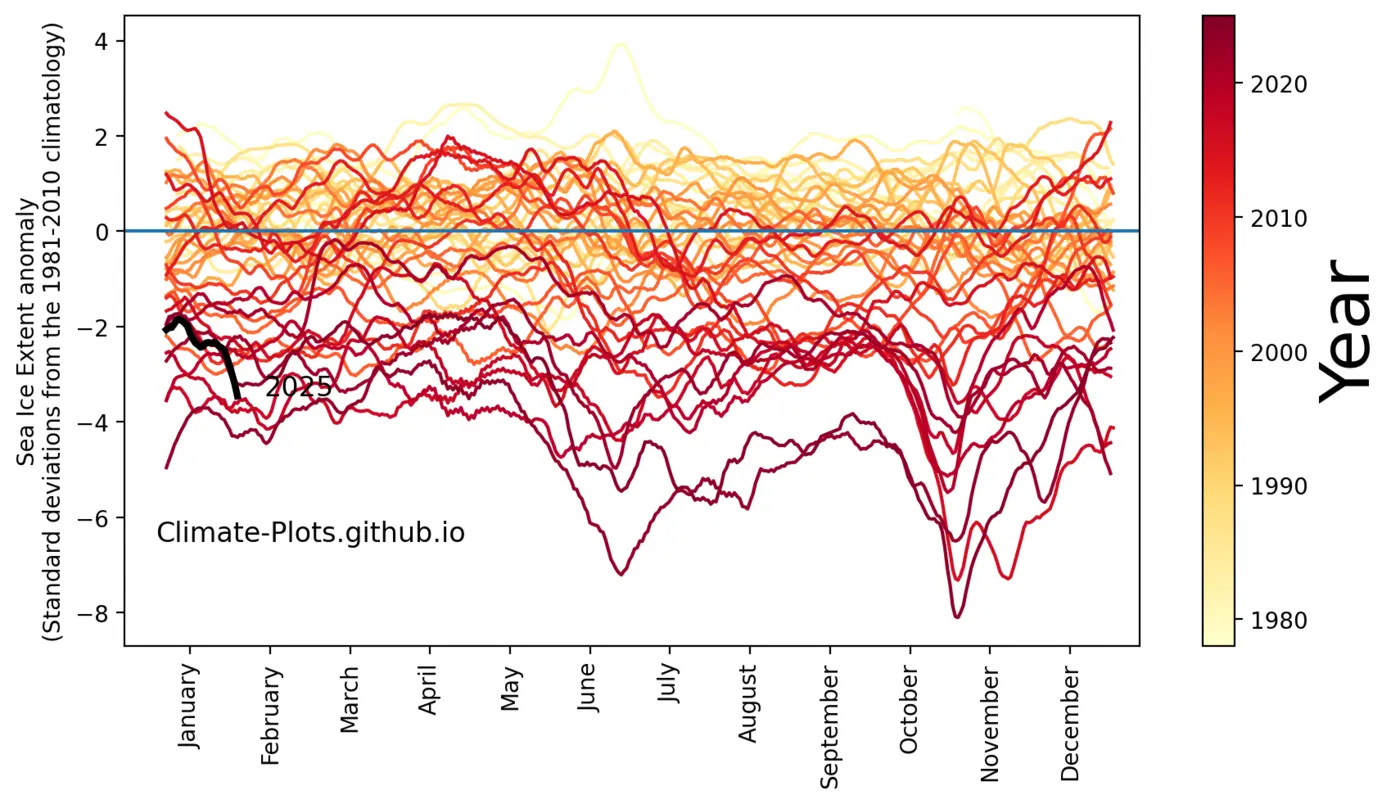 Sea Ice Extent anomaly
(Standard deviations from the 1981-2010 climatology)
4
2
0
−2
−4
−6
−8
2025
Climate-Plots.github.io
January
February
March
April
May
June
July
August
September
October
November
December
2020
2010
2000
1990
1980
Year